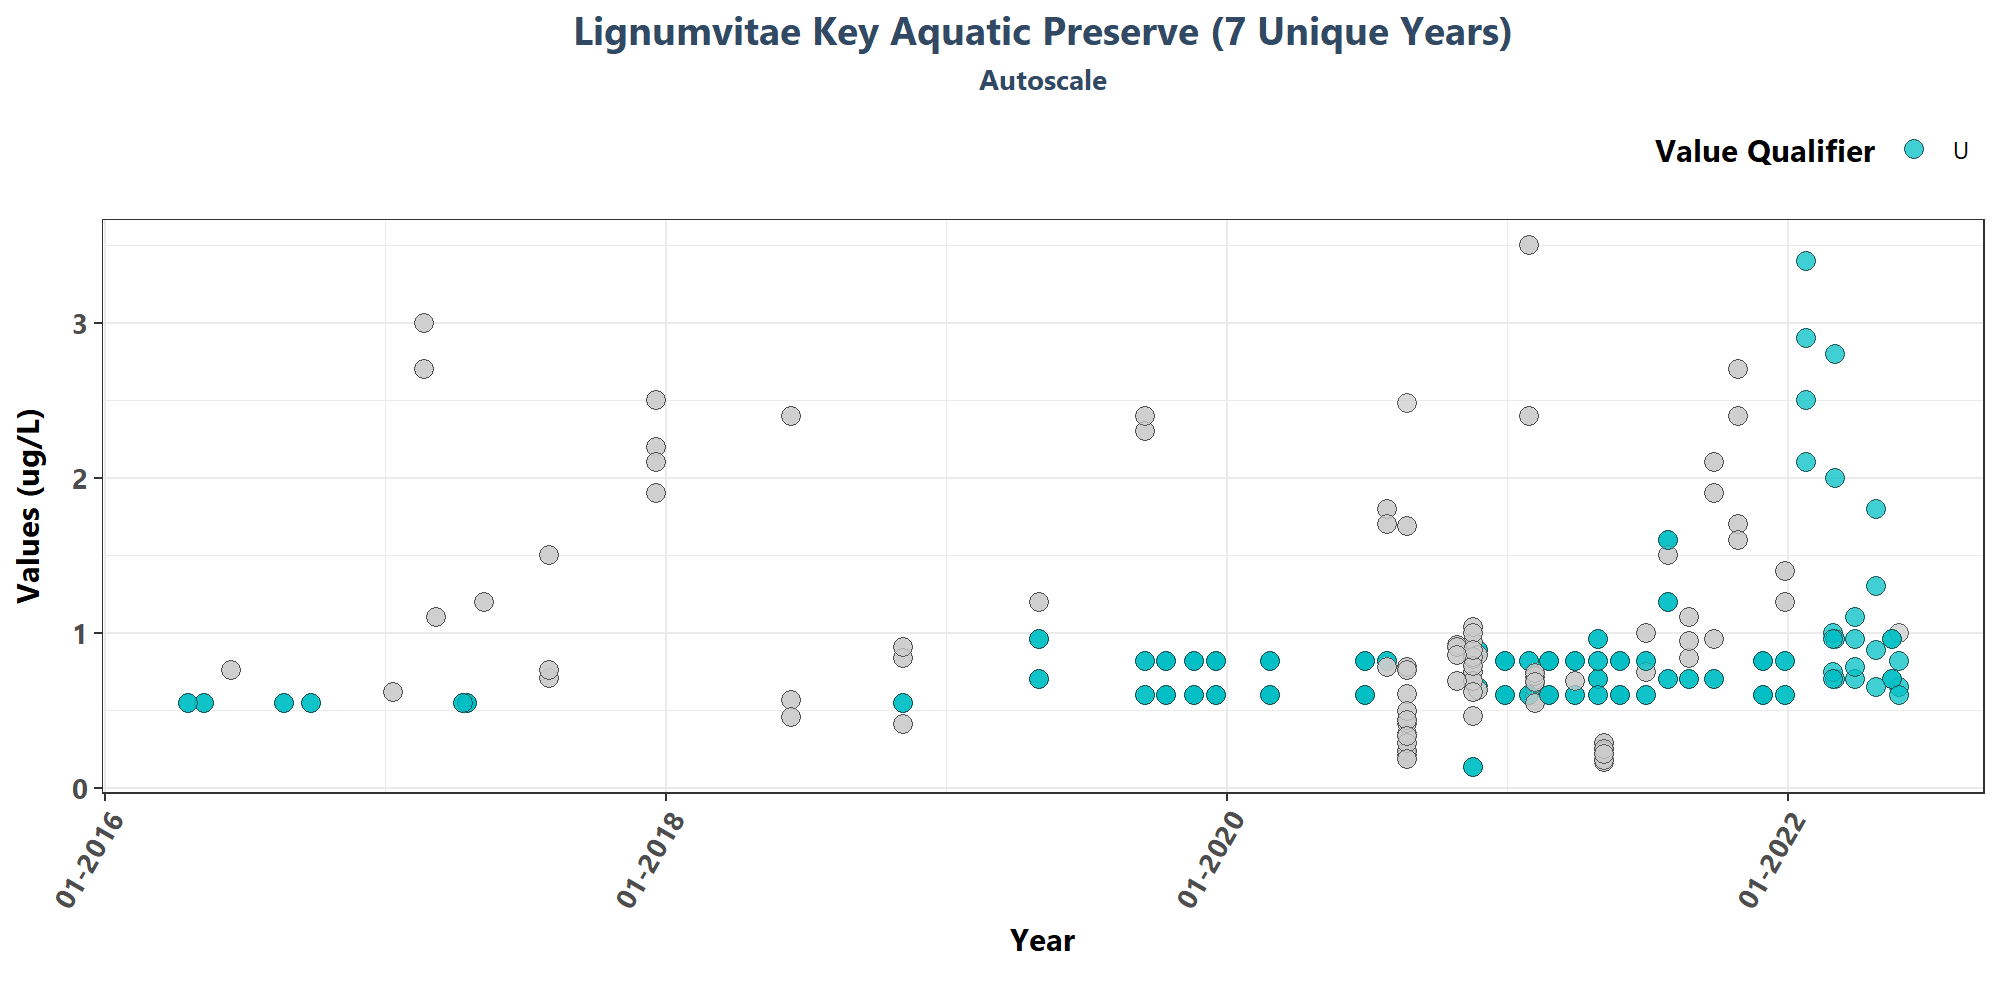 Lignumvitae Key Aquatic Preserve (7 Unique Years)
Autoscale
Value Qualifier U
Values (ug/L)
3
2
1
0
01-2016
01-2018
01-2020
01-2022
Year